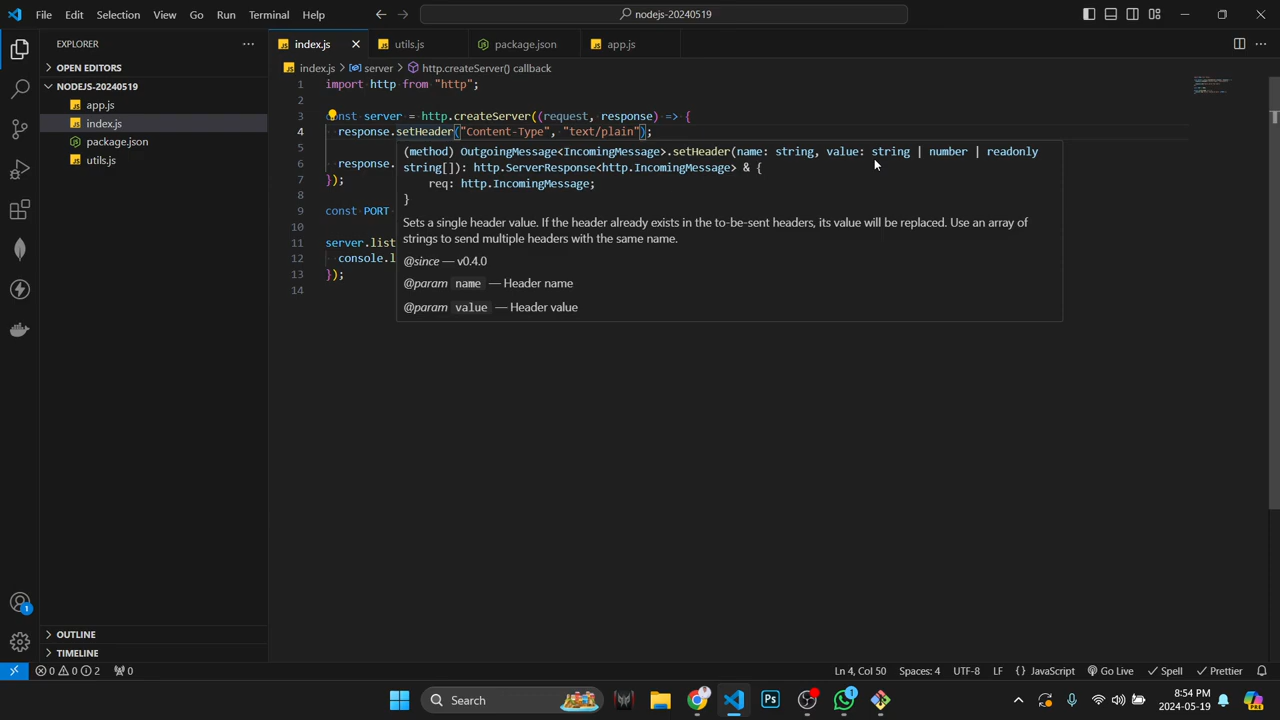 File Edit Selection View Go Run Terminal Help
nodejs-20240519
EXPLORER
OPEN EDITORS
NODEJS-20240519
app.js
index.js
package.json
utils.js
OUTLINE
TIMELINE
index.js utils.js package.json app.js
index.js > server > http.createServer() callback
1 import http from "http";
2
3 const server = http.createServer((request, response) => {
4 response.setHeader("Content-Type", "text/plain");
5
6 response.
7 });
8
9 const PORT
10
11 server.list
12 console.l
13 });
14
(method) OutgoingMessage<IncomingMessage>.setHeader(name: string, value: string | number | readonly
string[]): http.ServerResponse<http.IncomingMessage> & {
req: http.IncomingMessage;
}
Sets a single header value. If the header already exists in the to-be-sent headers, its value will be replaced. Use an array of
strings to send multiple headers with the same name.
@since — v0.4.0
@param name — Header name
@param value — Header value
1
0 0 2 0
Ln 4, Col 50 Spaces: 4 UTF-8 LF {} JavaScript Go Live Spell Prettier
Search
Ps
1
8:54 PM
2024-05-19
PRE